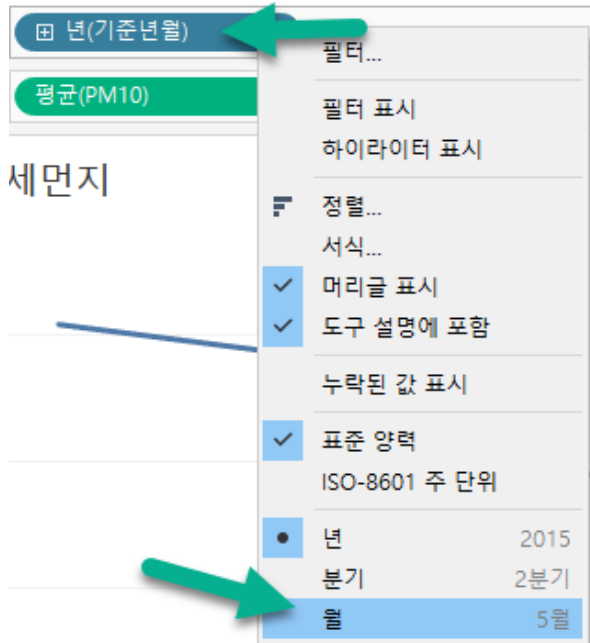 년(기준년월)
평균(PM10)
세먼지
필터...
필터 표시
하이라이터 표시
정렬...
서식...
머리글 표시
도구 설명에 포함
누락된 값 표시
표준 양력
ISO-8601 주 단위
년 2015
분기 2분기
월 5월